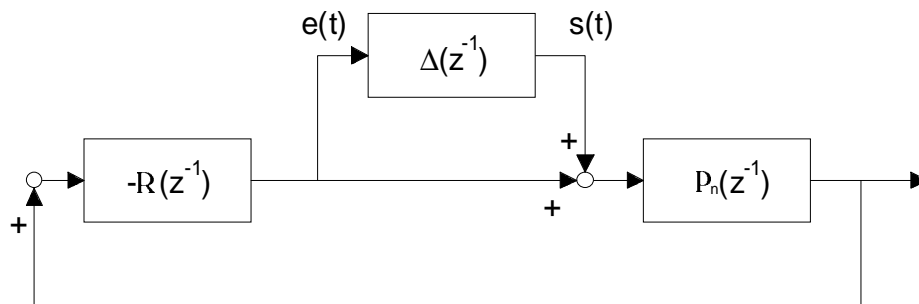 e(t)
s(t)
Δ(z⁻¹)
+
-R(z⁻¹)
Pₙ(z⁻¹)
+
+